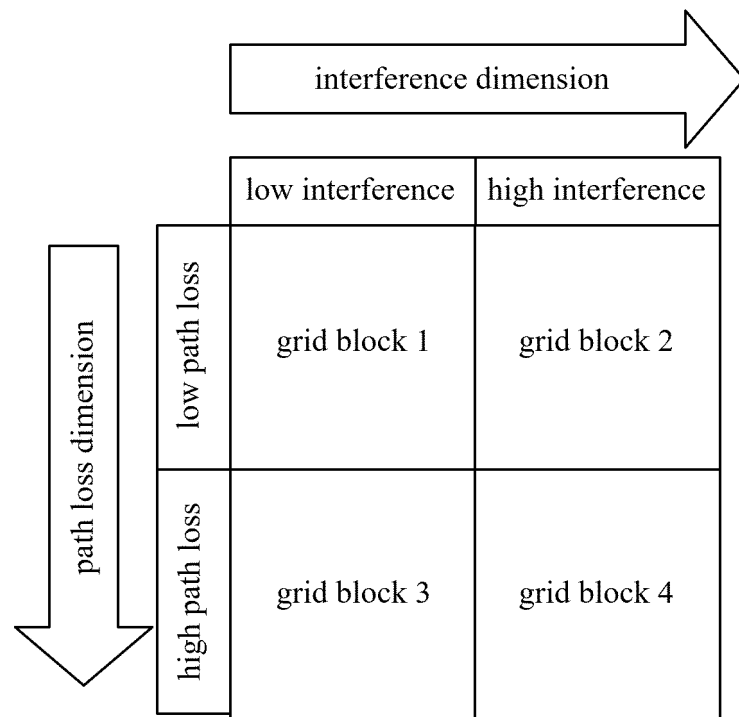 interference dimension
low interference
high interference
path loss dimension
low path loss
grid block 1
grid block 2
high path loss
grid block 3
grid block 4